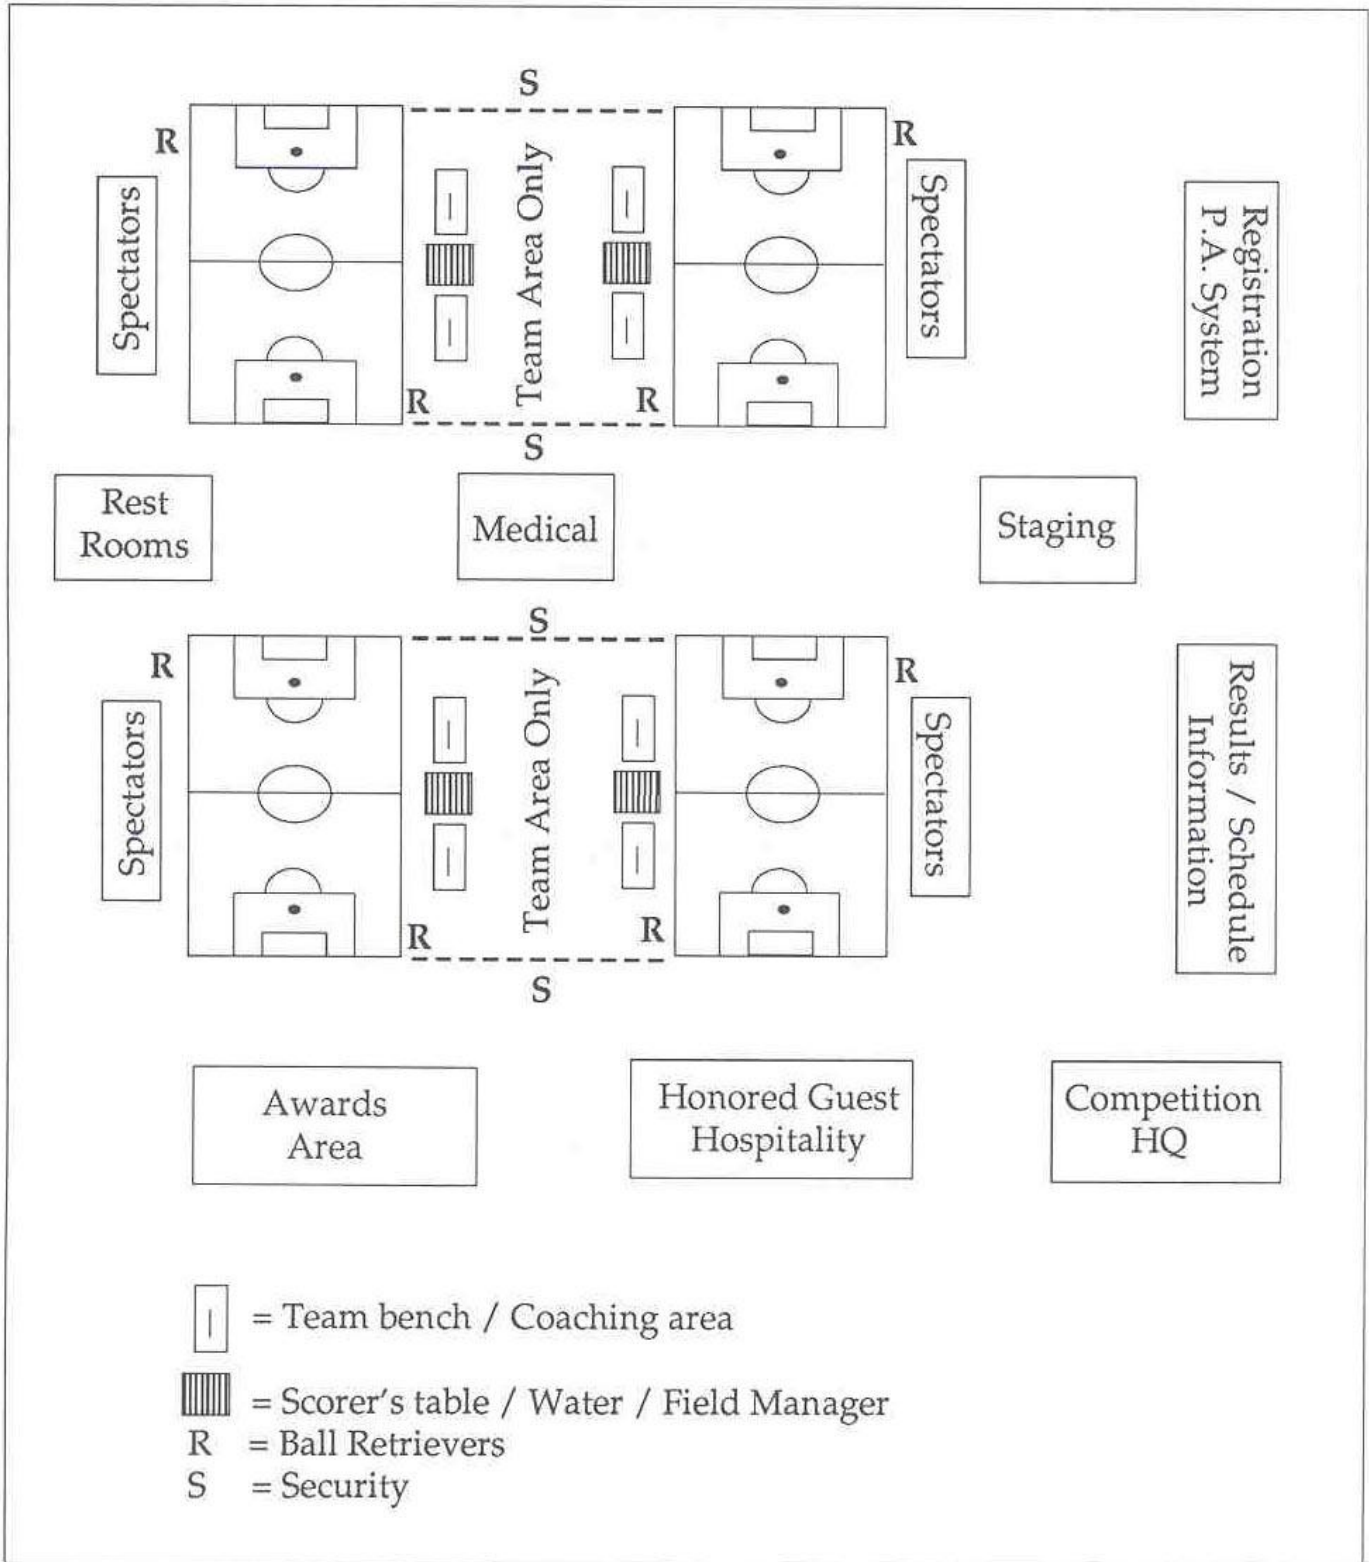 S
R
R
Spectators
Team Area Only
Spectators
Registration
P.A. System
R
R
S
Rest
Rooms
Medical
Staging
S
R
R
Spectators
Team Area Only
Spectators
Results / Schedule
Information
R
R
S
Awards
Area
Honored Guest
Hospitality
Competition
HQ
= Team bench / Coaching area
= Scorer's table / Water / Field Manager
R = Ball Retrievers
S = Security